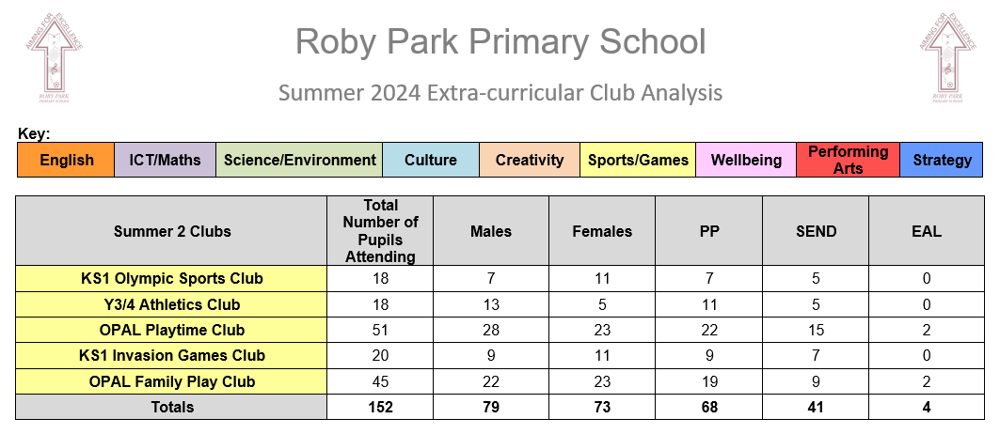 AIMING FOR EXCELLENCE
ROBY PARK
PRIMARY SCHOOL
Roby Park Primary School
AIMING FOR EXCELLENCE
ROBY PARK
PRIMARY SCHOOL
Summer 2024 Extra-curricular Club Analysis
Key:
English ICT/Maths Science/Environment Culture Creativity Sports/Games Wellbeing Performing Arts Strategy
Summer 2 Clubs Total Number of Pupils Attending Males Females PP SEND EAL
KS1 Olympic Sports Club 18 7 11 7 5 0
Y3/4 Athletics Club 18 13 5 11 5 0
OPAL Playtime Club 51 28 23 22 15 2
KS1 Invasion Games Club 20 9 11 9 7 0
OPAL Family Play Club 45 22 23 19 9 2
Totals 152 79 73 68 41 4